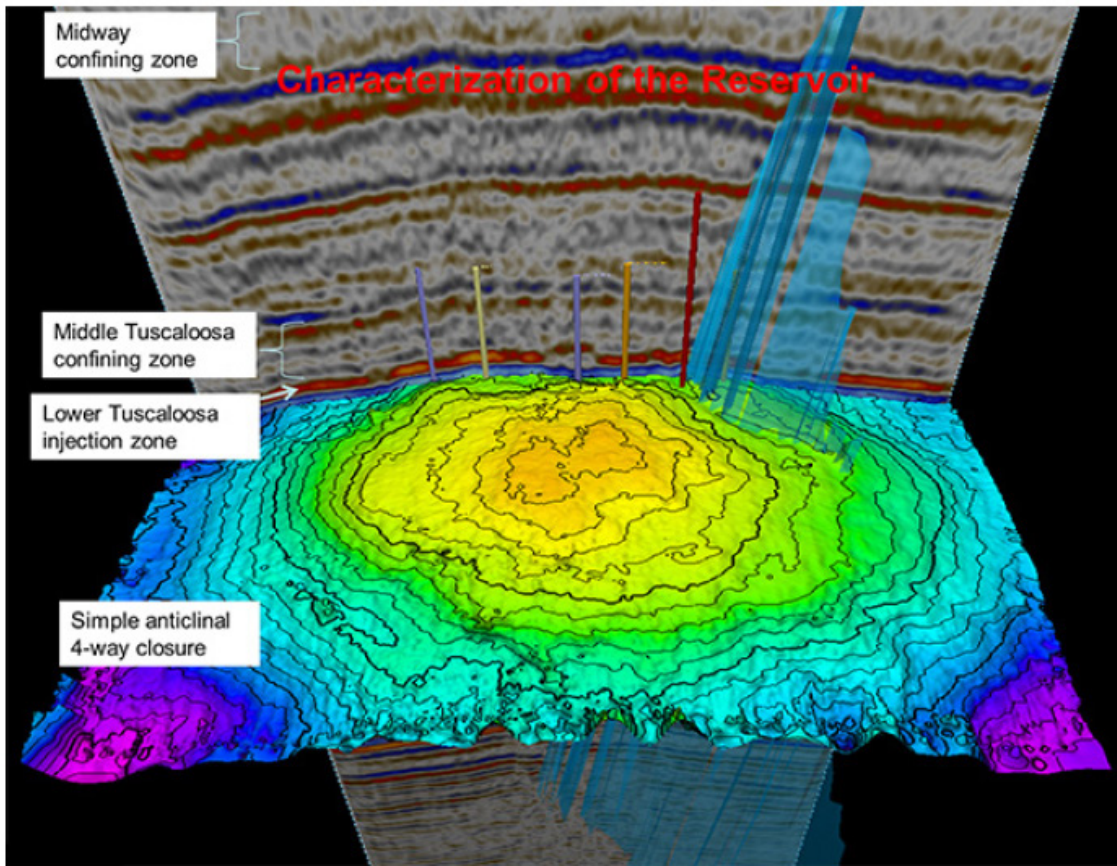 Midway
confining zone
Characterization of the Reservoir
Middle Tuscaloosa
confining zone
Lower Tuscaloosa
injection zone
Simple anticlinal
4-way closure